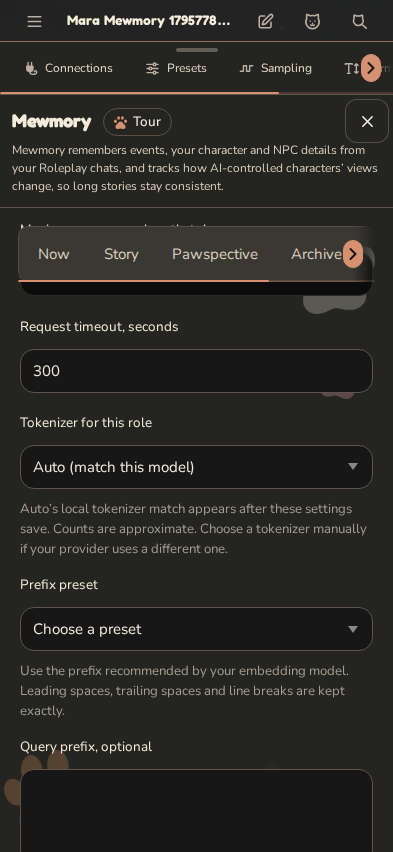 Mara Mewmory 1795778...
Connections
Presets
Sampling
Mewmory
Tour
Mewmory remembers events, your character and NPC details from
your Roleplay chats, and tracks how AI-controlled characters' views
change, so long stories stay consistent.
Now
Story
Pawspective
Archive
Request timeout, seconds
300
Tokenizer for this role
Auto (match this model)
Auto's local tokenizer match appears after these settings
save. Counts are approximate. Choose a tokenizer manually
if your provider uses a different one.
Prefix preset
Choose a preset
Use the prefix recommended by your embedding model.
Leading spaces, trailing spaces and line breaks are kept
exactly.
Query prefix, optional